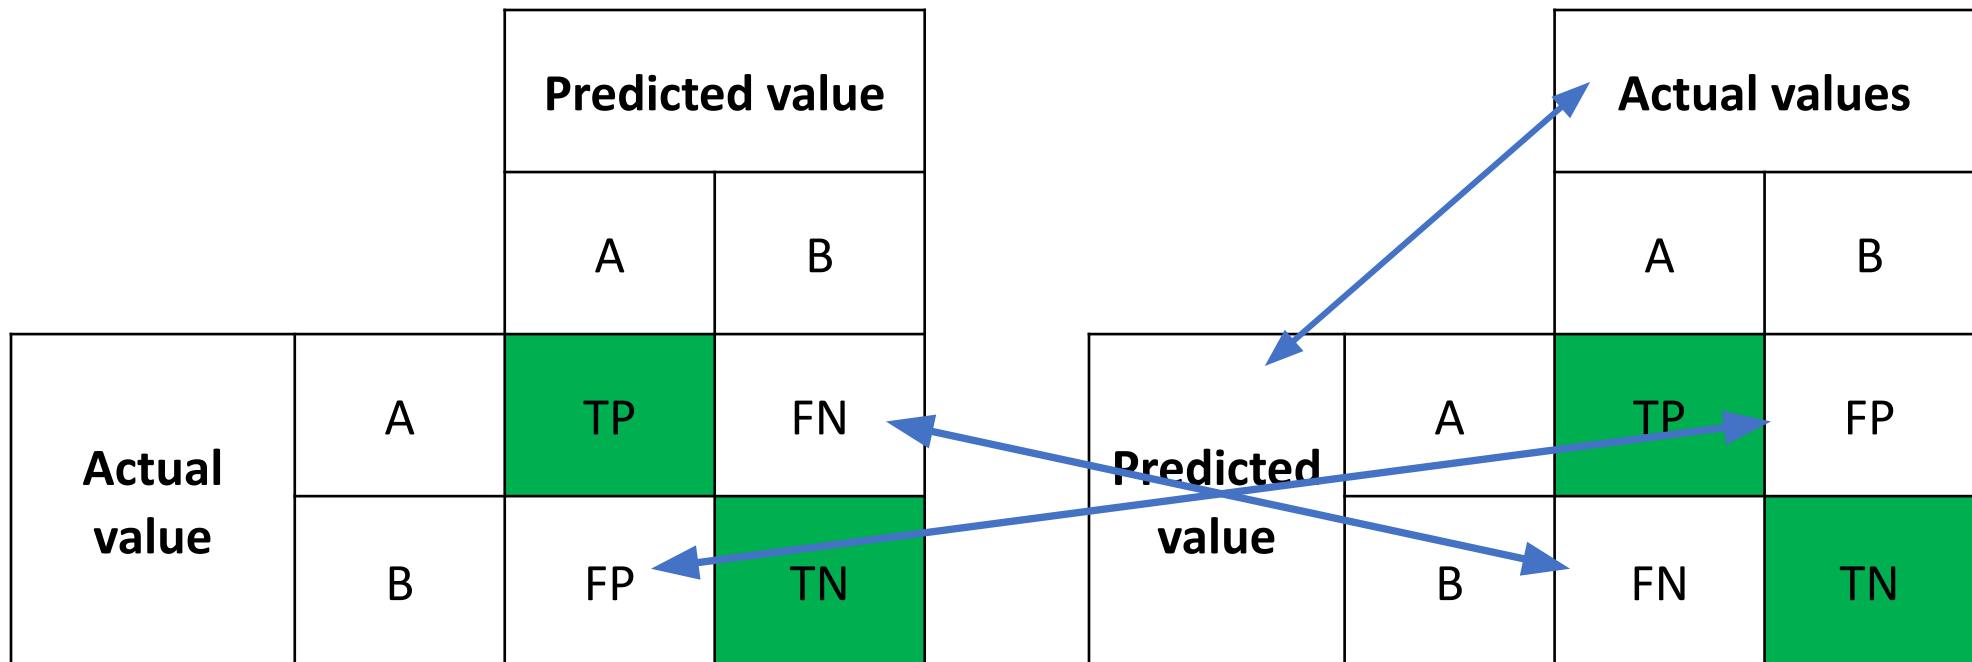 Predicted value
A B
Actual
value
A TP FN
B FP TN
Actual values
A B
Predicted
value
A TP FP
B FN TN